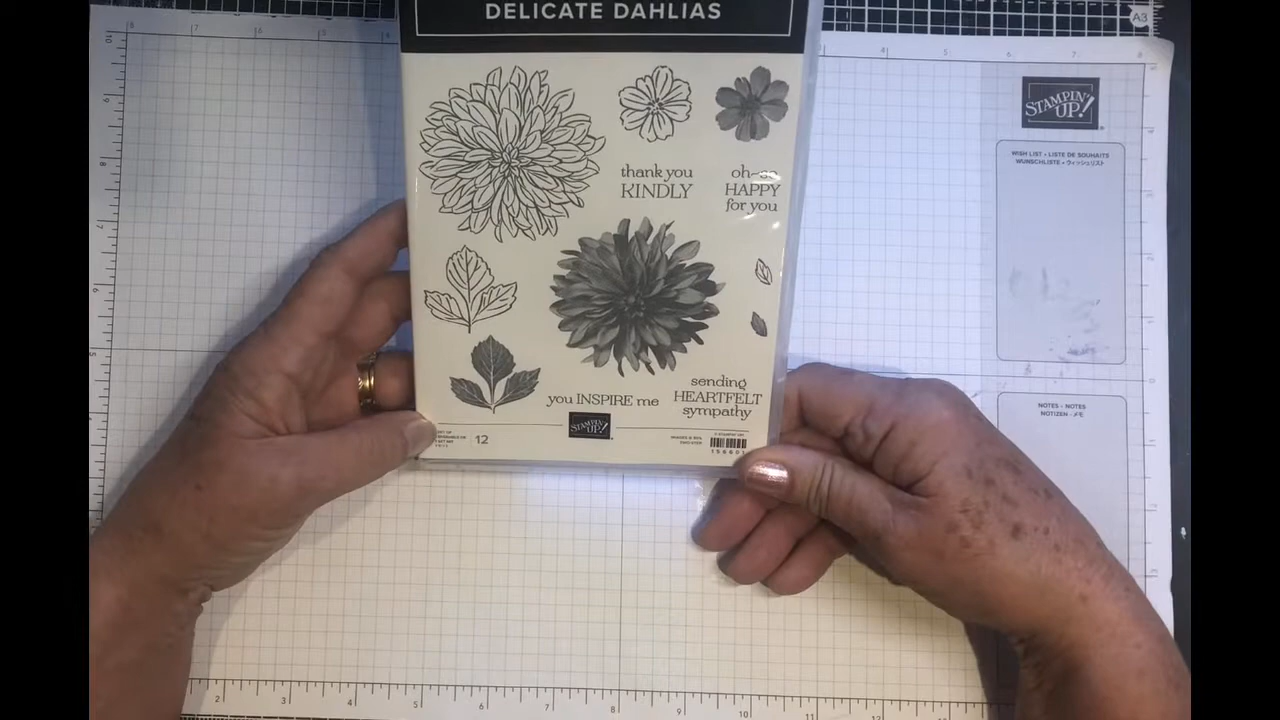 DELICATE DAHLIAS
thank you
KINDLY
oh-so
HAPPY
for you
sending
HEARTFELT
sympathy
you INSPIRE me
STAMPIN' UP!
12
STAMPIN' UP!
WISH LIST • LISTE DE SOUHAITS
WUNSCHLISTE • ウィッシュリスト
NOTES • NOTES
NOTIZEN • メモ
A3